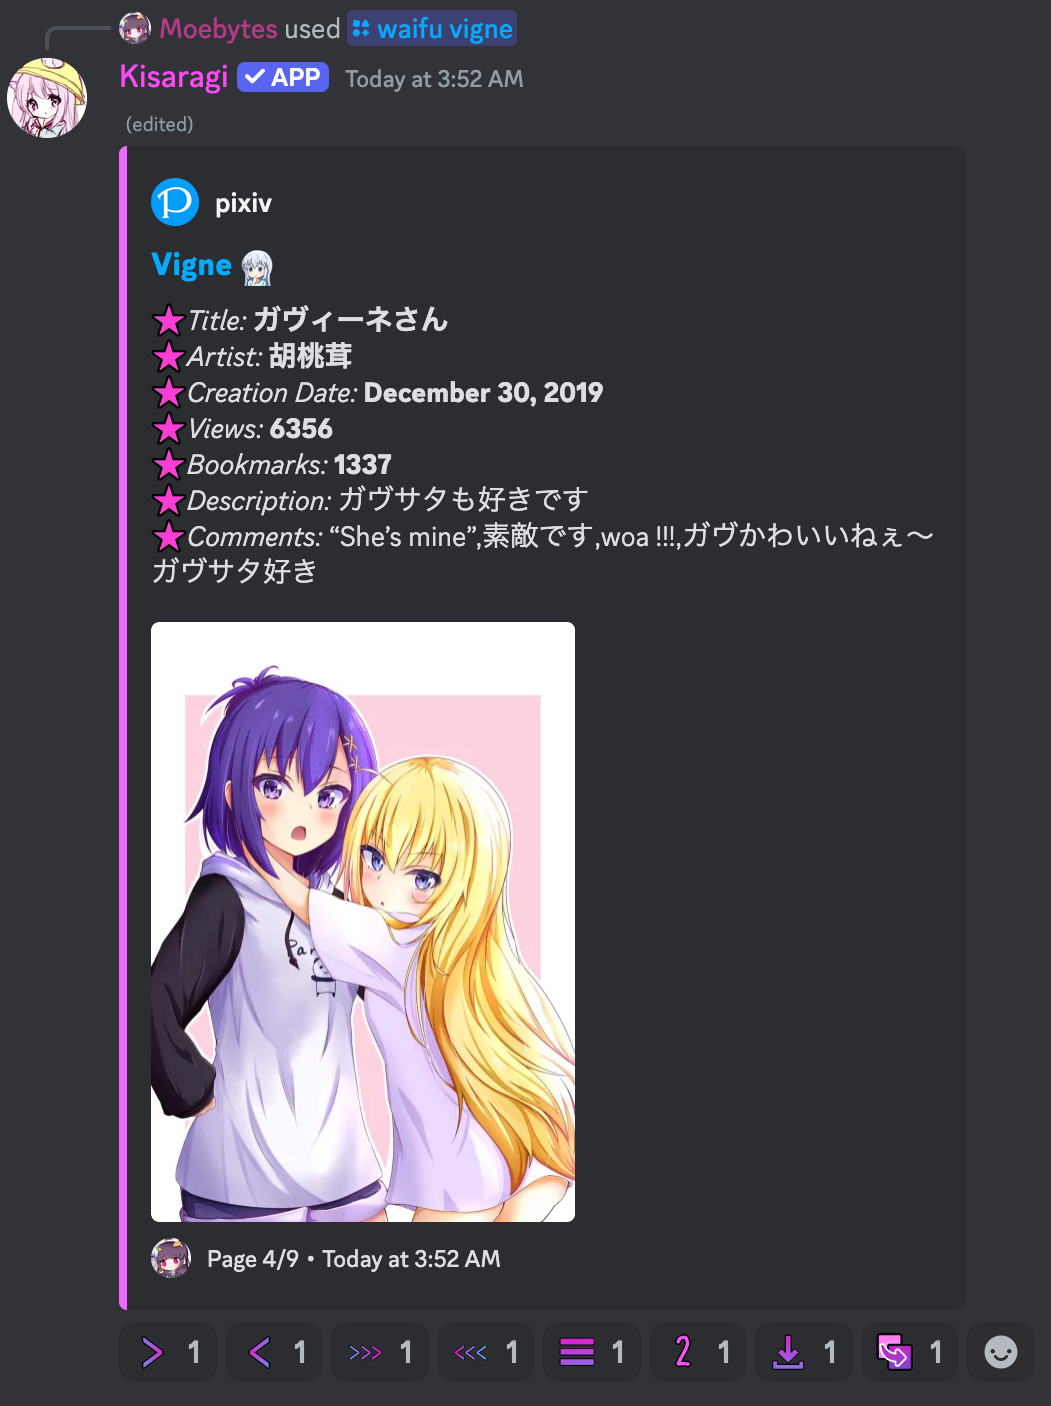 Moebytes used waifu vigne
Kisaragi APP Today at 3:52 AM
(edited)
pixiv
Vigne
Title: ガヴィーネさん
Artist: 胡桃茸
Creation Date: December 30, 2019
Views: 6356
Bookmarks: 1337
Description: ガヴサタも好きです
Comments: “She’s mine”,素敵です,woa !!!,ガヴかわいいねぇ〜
ガヴサタ好き
Page 4/9 • Today at 3:52 AM
1 1 >>> 1 <<< 1 1 2 1 1 1